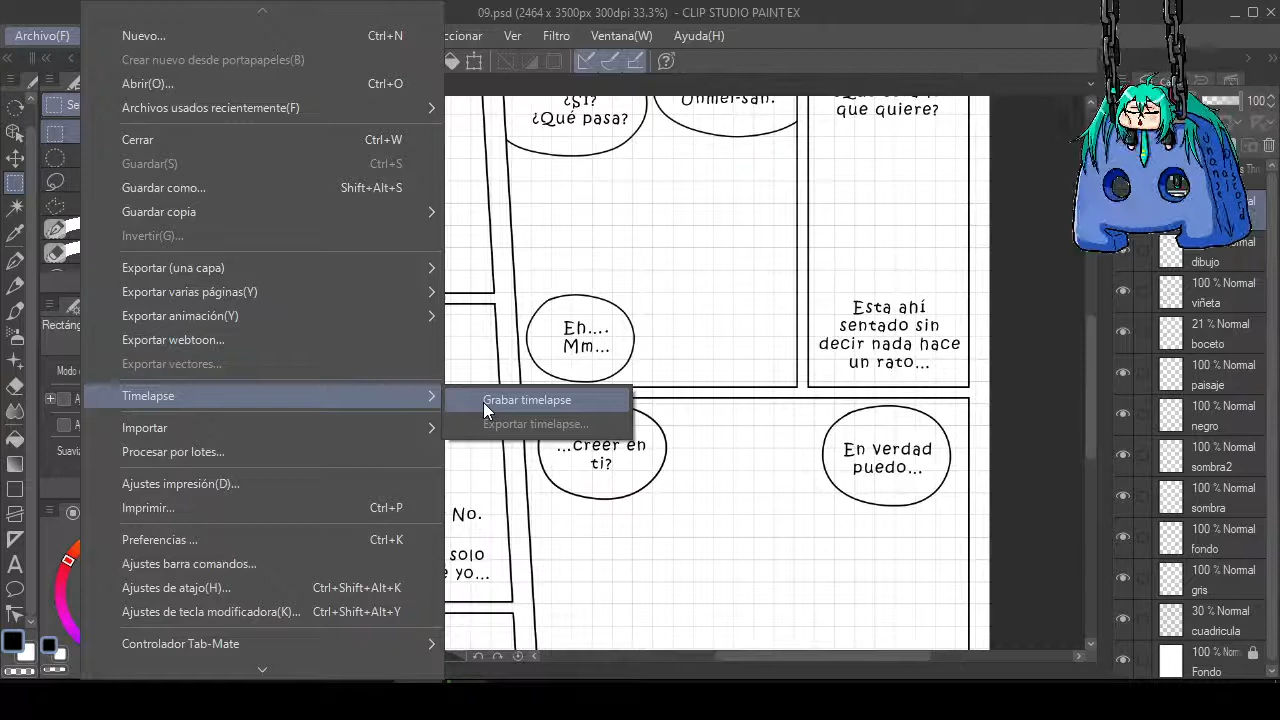 09.psd (2464 x 3500px 300dpi 33.3%) - CLIP STUDIO PAINT EX
Archivo(F)
ccionar
Ver
Filtro
Ventana(W)
Ayuda(H)
Nuevo... Ctrl+N
Crear nuevo desde portapapeles(B)
Abrir(O)... Ctrl+O
Archivos usados recientemente(F)
Cerrar Ctrl+W
Guardar(S) Ctrl+S
Guardar como... Shift+Alt+S
Guardar copia
Invertir(G)...
Exportar (una capa)
Exportar varias páginas(Y)
Exportar animación(Y)
Exportar webtoon...
Exportar vectores...
Timelapse
Importar
Procesar por lotes...
Ajustes impresión(D)...
Imprimir... Ctrl+P
Preferencias ... Ctrl+K
Ajustes barra comandos...
Ajustes de atajo(H)... Ctrl+Shift+Alt+K
Ajustes de tecla modificadora(K)... Ctrl+Shift+Alt+Y
Controlador Tab-Mate
Grabar timelapse
Exportar timelapse...
Se
Rectáng
Modo d
Suaviz
¿Si?
¿Qué pasa?
que quiere?
Eh....
Mm...
Esta ahí
sentado sin
decir nada hace
un rato...
...creer en
ti?
En verdad
puedo...
No.
solo
yo...
100
dibujo
100 % Normal
viñeta
21 % Normal
boceto
100 % Normal
paisaje
100 % Normal
negro
100 % Normal
sombra2
100 % Normal
sombra
100 % Normal
fondo
100 % Normal
gris
30 % Normal
cuadricula
100 % Norm
Fondo